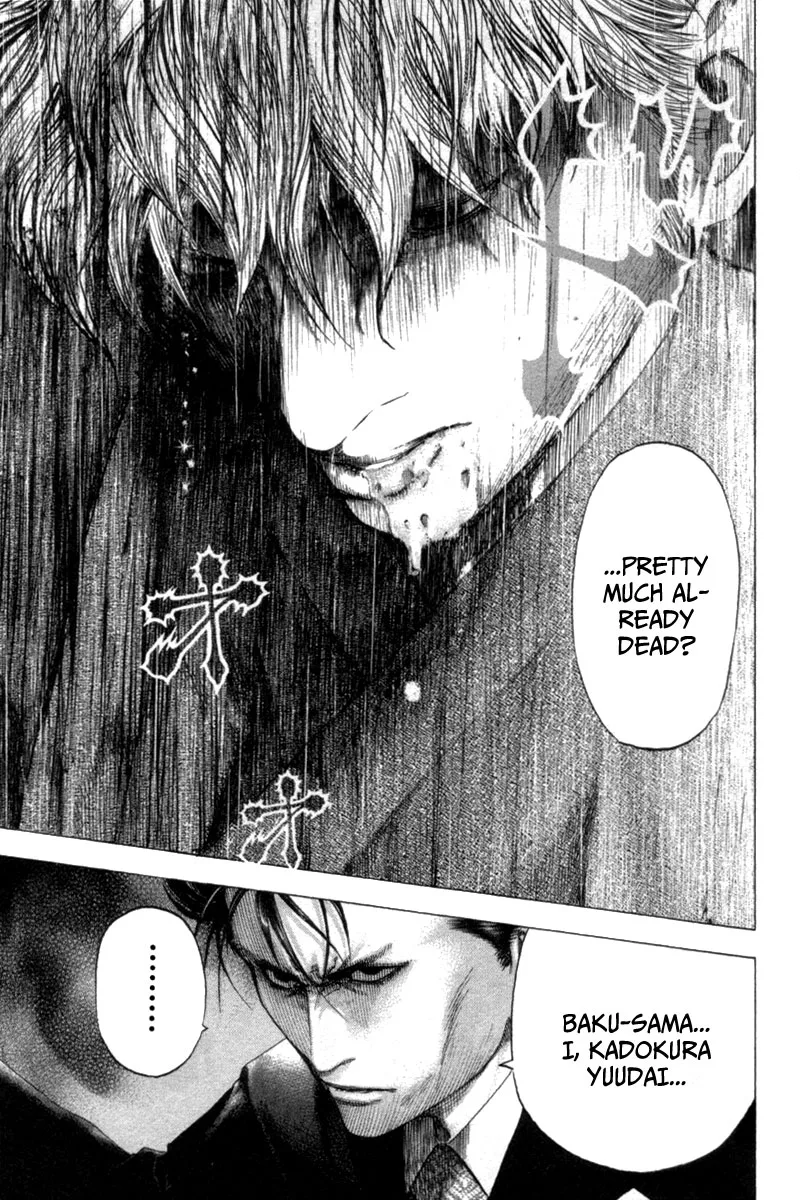 ...PRETTY
MUCH AL-
READY
DEAD?
BAKU-SAMA...
I, KADOKURA
YUUDAI...
........